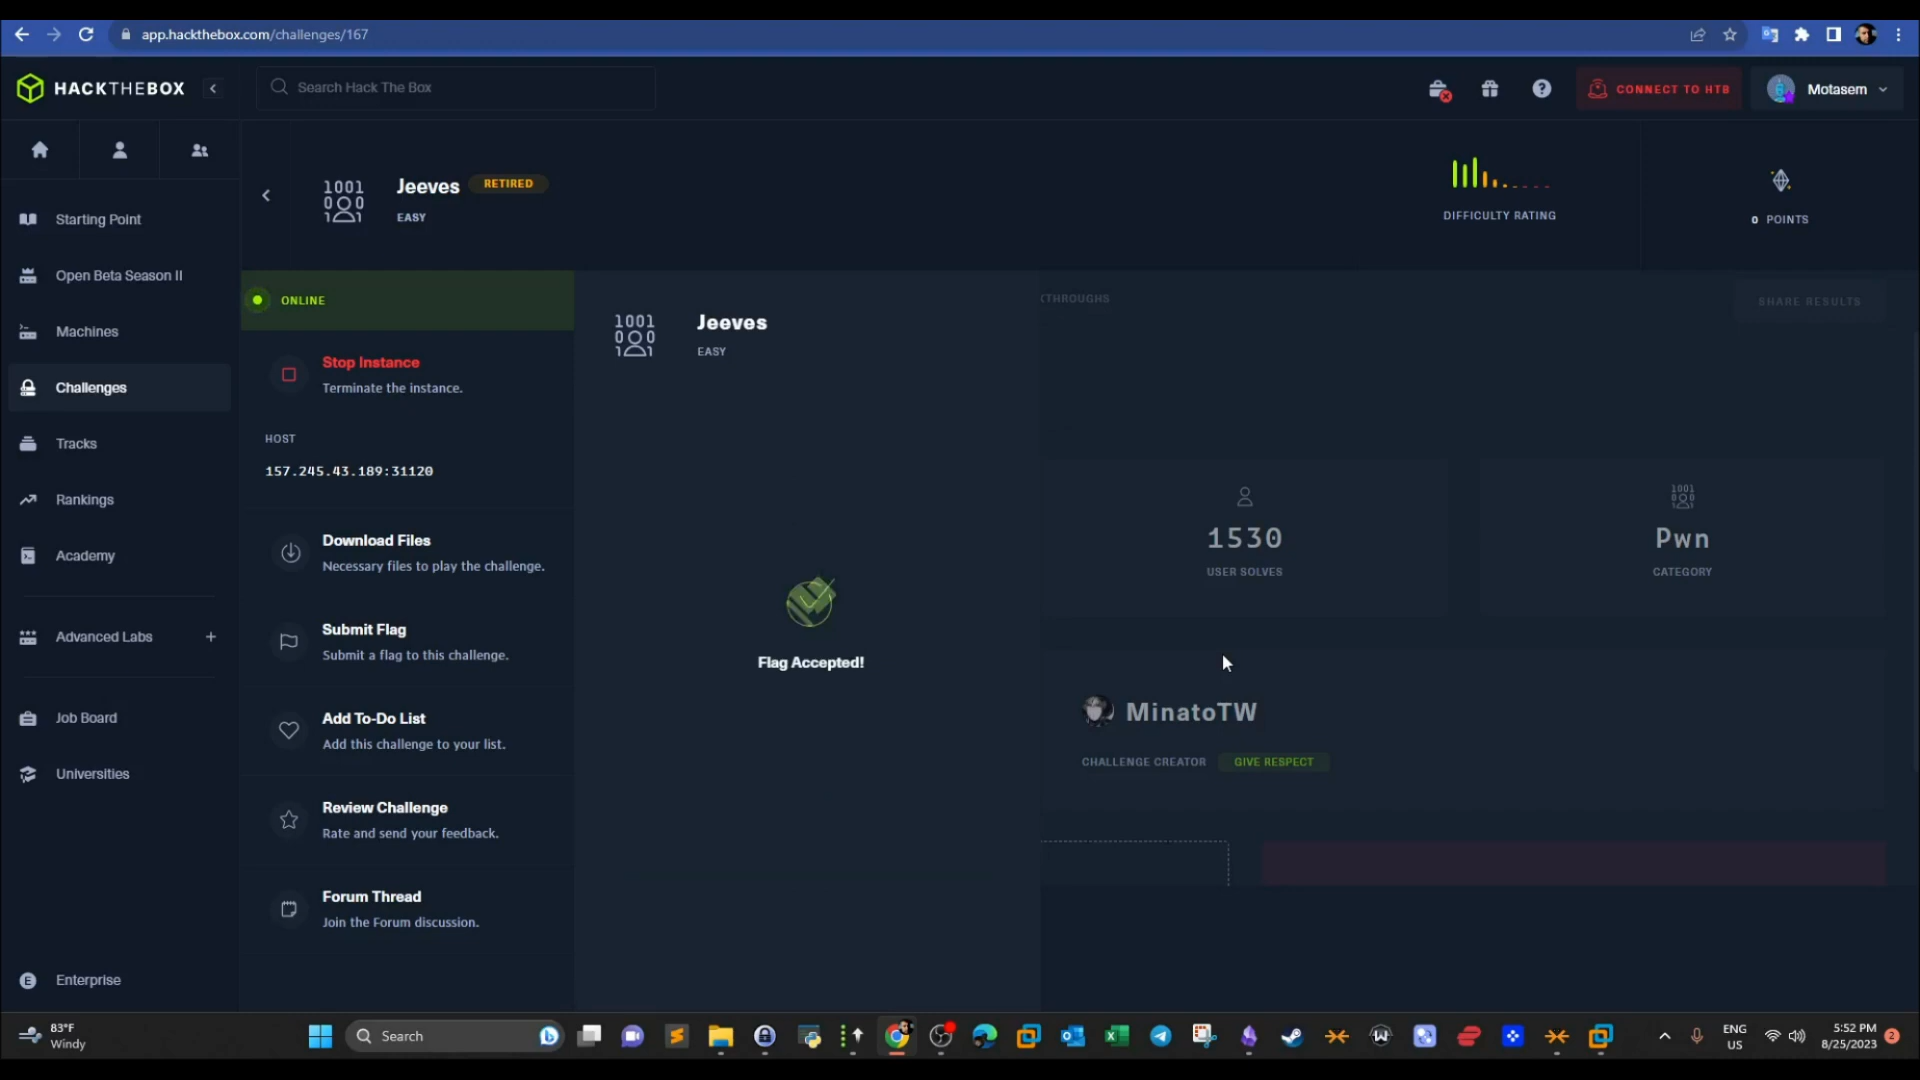 app.hackthebox.com/challenges/167
HACKTHEBOX
Search Hack The Box
CONNECT TO HTB
Motasem
Starting Point
Open Beta Season II
Machines
Challenges
Tracks
Rankings
Academy
Advanced Labs +
Job Board
Universities
Enterprise
1001
Jeeves RETIRED
EASY
DIFFICULTY RATING
0 POINTS
ONLINE
Stop Instance
Terminate the instance.
HOST
157.245.43.189:31120
Download Files
Necessary files to play the challenge.
Submit Flag
Submit a flag to this challenge.
Add To-Do List
Add this challenge to your list.
Review Challenge
Rate and send your feedback.
Forum Thread
Join the Forum discussion.
1001
Jeeves
EASY
Flag Accepted!
KTHROUGHS
SHARE RESULTS
1530
USER SOLVES
1001
Pwn
CATEGORY
MinatoTW
CHALLENGE CREATOR GIVE RESPECT
83°F
Windy
Search
ENG
US
5:52 PM
8/25/2023
2